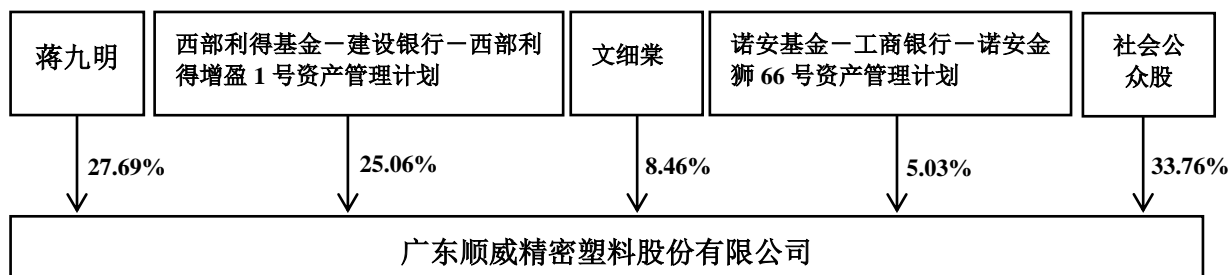 蒋九明
西部利得基金－建设银行－西部利
得增盈 1 号资产管理计划
文细棠
诺安基金－工商银行－诺安金
狮 66 号资产管理计划
社会公
众股
27.69%
25.06%
8.46%
5.03%
33.76%
广东顺威精密塑料股份有限公司